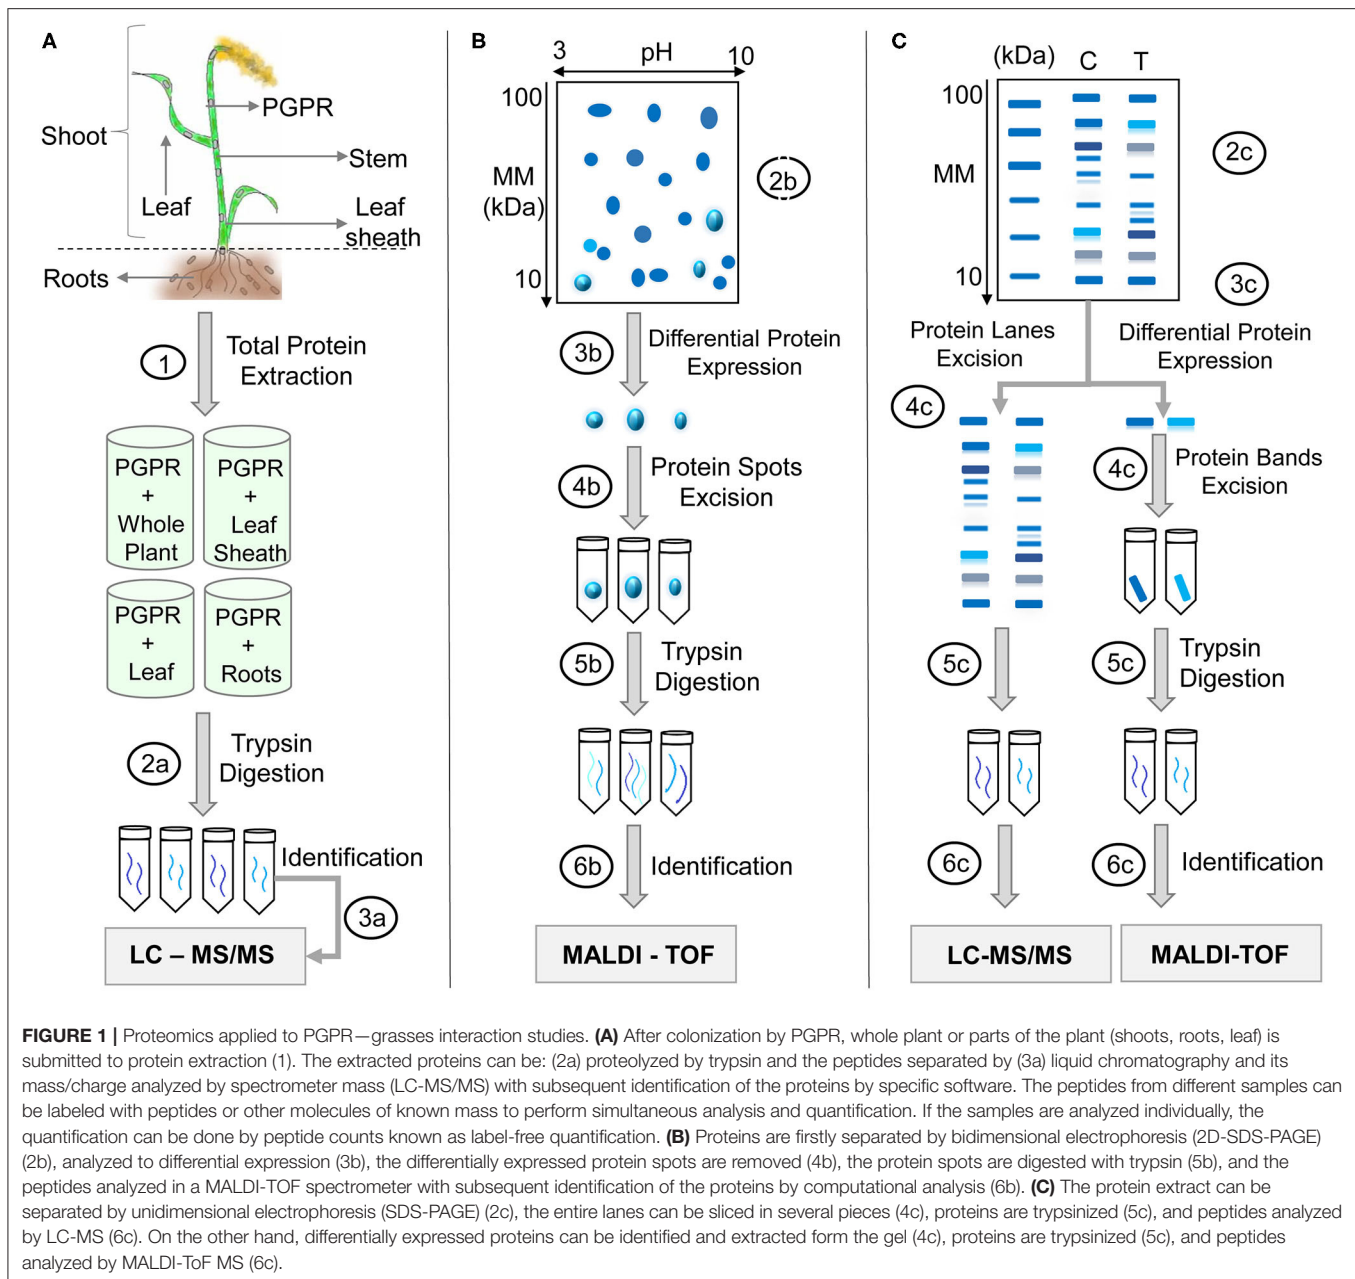 A
Shoot
PGPR
Stem
Leaf
Leaf
sheath
Roots
1
Total Protein
Extraction
PGPR
+
Whole
Plant
PGPR
+
Leaf
Sheath
PGPR
+
Leaf
PGPR
+
Roots
2a
Trypsin
Digestion
Identification
3a
LC – MS/MS
B
3
pH
10
100
MM
(kDa)
10
2b
3b
Differential Protein
Expression
4b
Protein Spots
Excision
5b
Trypsin
Digestion
6b
Identification
MALDI - TOF
C
(kDa)
C
T
100
MM
10
2c
3c
Protein Lanes
Excision
Differential Protein
Expression
4c
4c
Protein Bands
Excision
5c
5c
Trypsin
Digestion
6c
6c
Identification
LC-MS/MS
MALDI-TOF
FIGURE 1 | Proteomics applied to PGPR—grasses interaction studies. (A) After colonization by PGPR, whole plant or parts of the plant (shoots, roots, leaf) is
submitted to protein extraction (1). The extracted proteins can be: (2a) proteolyzed by trypsin and the peptides separated by (3a) liquid chromatography and its
mass/charge analyzed by spectrometer mass (LC-MS/MS) with subsequent identification of the proteins by specific software. The peptides from different samples can
be labeled with peptides or other molecules of known mass to perform simultaneous analysis and quantification. If the samples are analyzed individually, the
quantification can be done by peptide counts known as label-free quantification. (B) Proteins are firstly separated by bidimensional electrophoresis (2D-SDS-PAGE)
(2b), analyzed to differential expression (3b), the differentially expressed protein spots are removed (4b), the protein spots are digested with trypsin (5b), and the
peptides analyzed in a MALDI-TOF spectrometer with subsequent identification of the proteins by computational analysis (6b). (C) The protein extract can be
separated by unidimensional electrophoresis (SDS-PAGE) (2c), the entire lanes can be sliced in several pieces (4c), proteins are trypsinized (5c), and peptides analyzed
by LC-MS (6c). On the other hand, differentially expressed proteins can be identified and extracted form the gel (4c), proteins are trypsinized (5c), and peptides
analyzed by MALDI-ToF MS (6c).